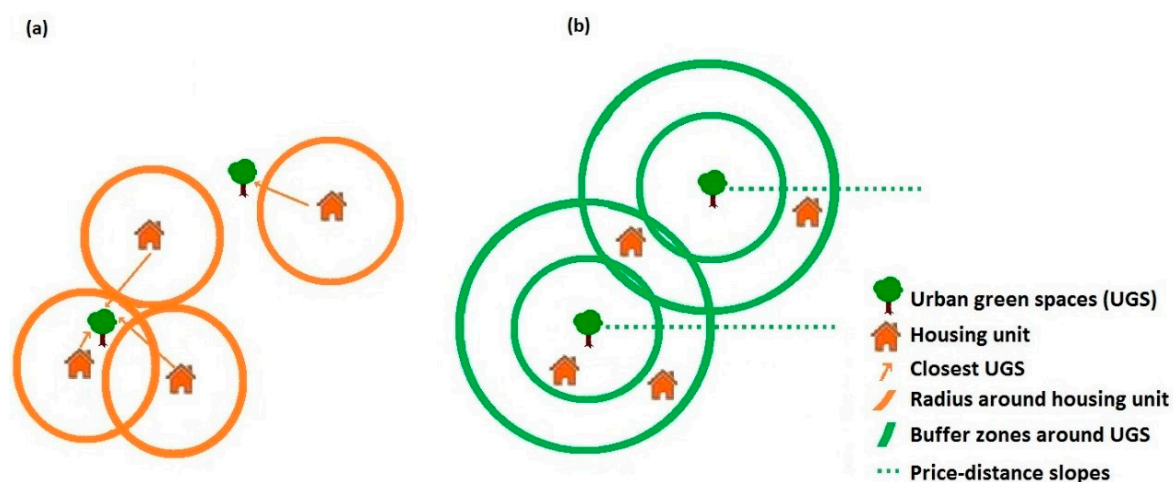 (a)
(b)
Urban green spaces (UGS)
Housing unit
Closest UGS
Radius around housing unit
Buffer zones around UGS
Price-distance slopes